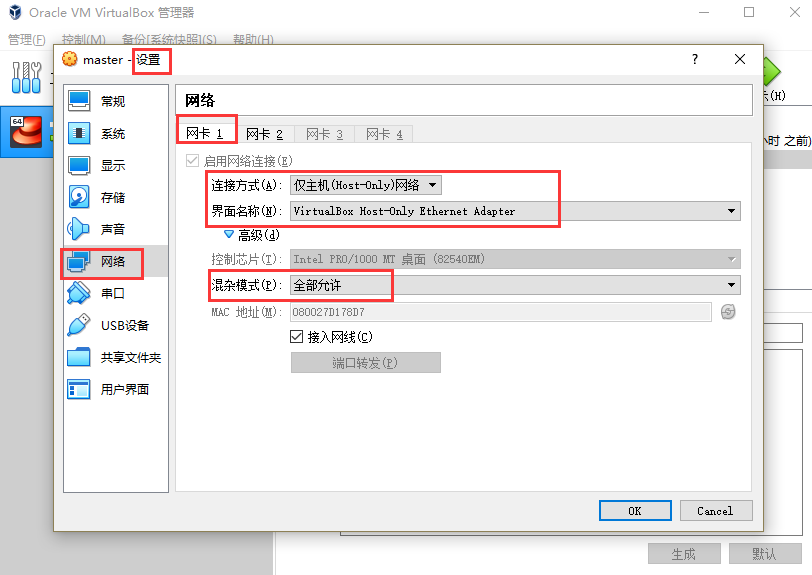 Oracle VM VirtualBox 管理器
管理(F) 控制(M) 备份[系统快照](S) 帮助(H)
master - 设置
?
示(H)
64
小时 之前)
常规
系统
显示
存储
声音
网络
串口
USB设备
共享文件夹
用户界面
网络
网卡 1 网卡 2 网卡 3 网卡 4
启用网络连接(E)
连接方式(A): 仅主机(Host-Only)网络
界面名称(N): VirtualBox Host-Only Ethernet Adapter
高级(d)
控制芯片(T): Intel PRO/1000 MT 桌面 (82540EM)
混杂模式(P): 全部允许
MAC 地址(M): 080027D178D7
接入网线(C)
端口转发(P)
OK Cancel
生成 默认